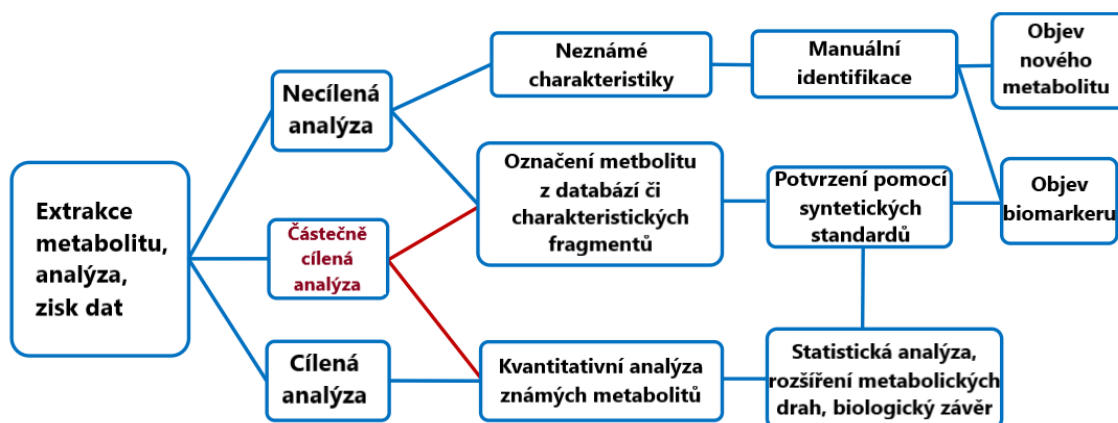 Extrakce
metabolitu,
analýza,
zisk dat
Necílená
analýza
Částečně
cílená
analýza
Cílená
analýza
Neznámé
charakteristiky
Označení metbolitu
z databází či
charakteristických
fragmentů
Kvantitativní analýza
známých metabolitů
Manuální
identifikace
Potvrzení pomocí
syntetických
standardů
Statistická analýza,
rozšíření metabolických
drah, biologický závěr
Objev
nového
metabolitu
Objev
biomarkeru